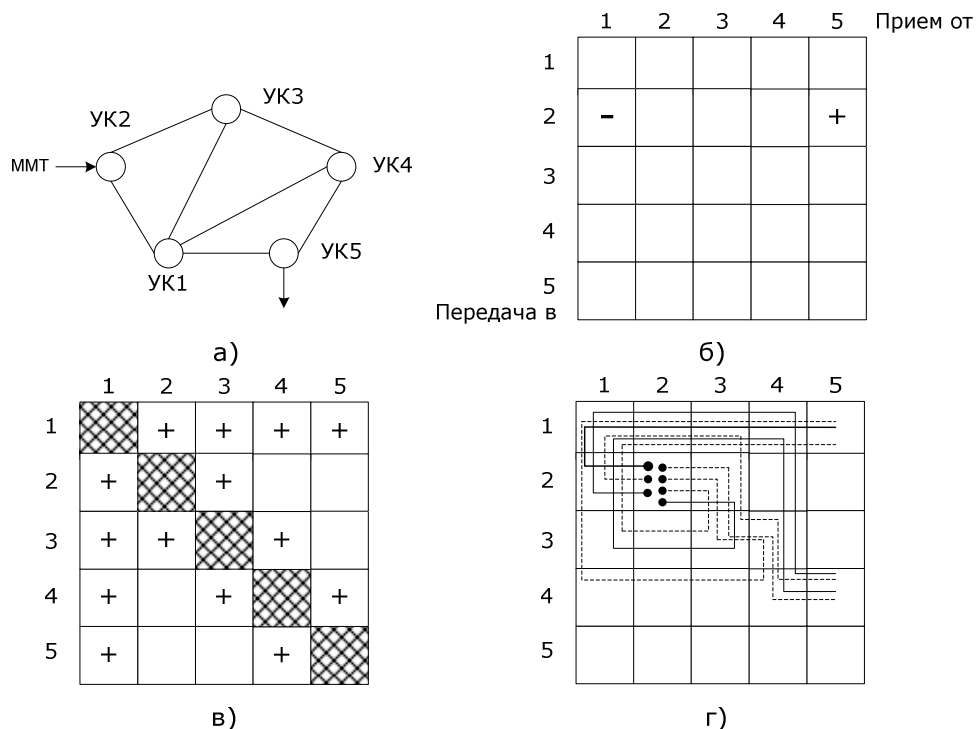 УК3
УК2
ММТ
УК4
УК5
УК1
а)
1 2 3 4 5 Прием от
1
2 - +
3
4
5
Передача в
б)
1 2 3 4 5
1 + + + +
2 + +
3 + + +
4 + + +
5 + +
в)
1 2 3 4 5
1
2
3
4
5
г)